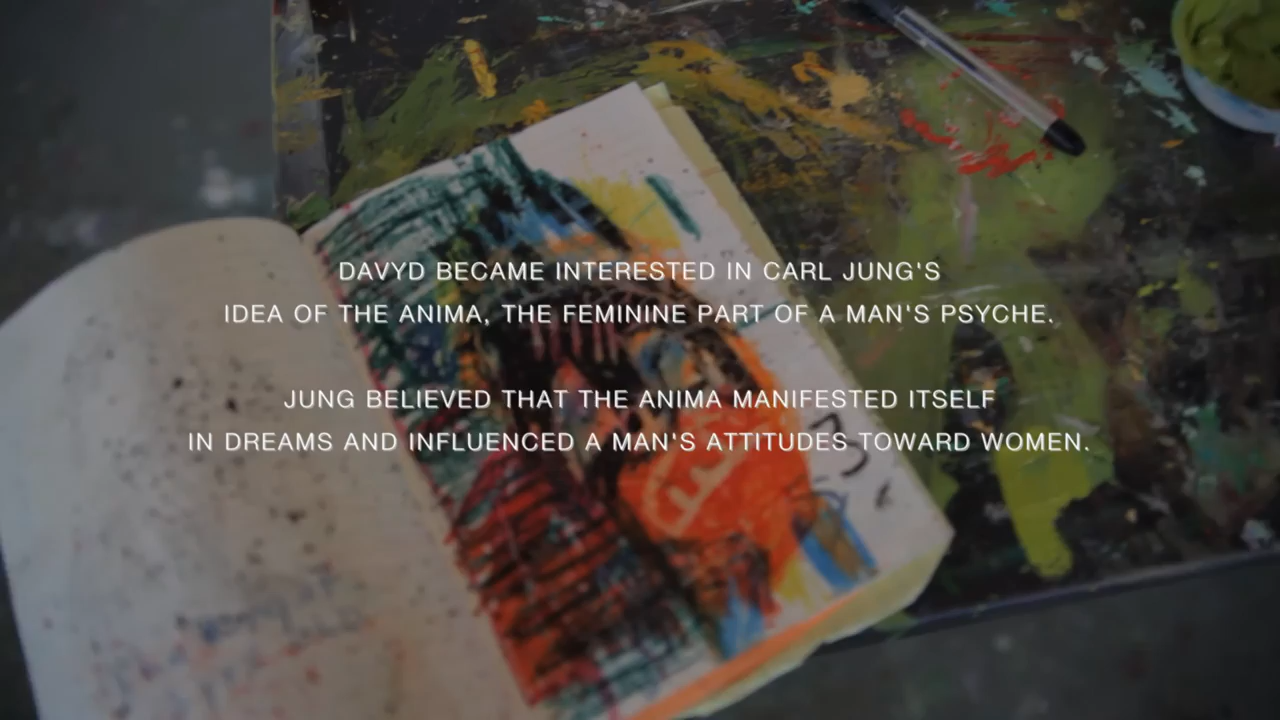 DAVYD BECAME INTERESTED IN CARL JUNG'S
IDEA OF THE ANIMA, THE FEMININE PART OF A MAN'S PSYCHE.
JUNG BELIEVED THAT THE ANIMA MANIFESTED ITSELF
IN DREAMS AND INFLUENCED A MAN'S ATTITUDES TOWARD WOMEN.